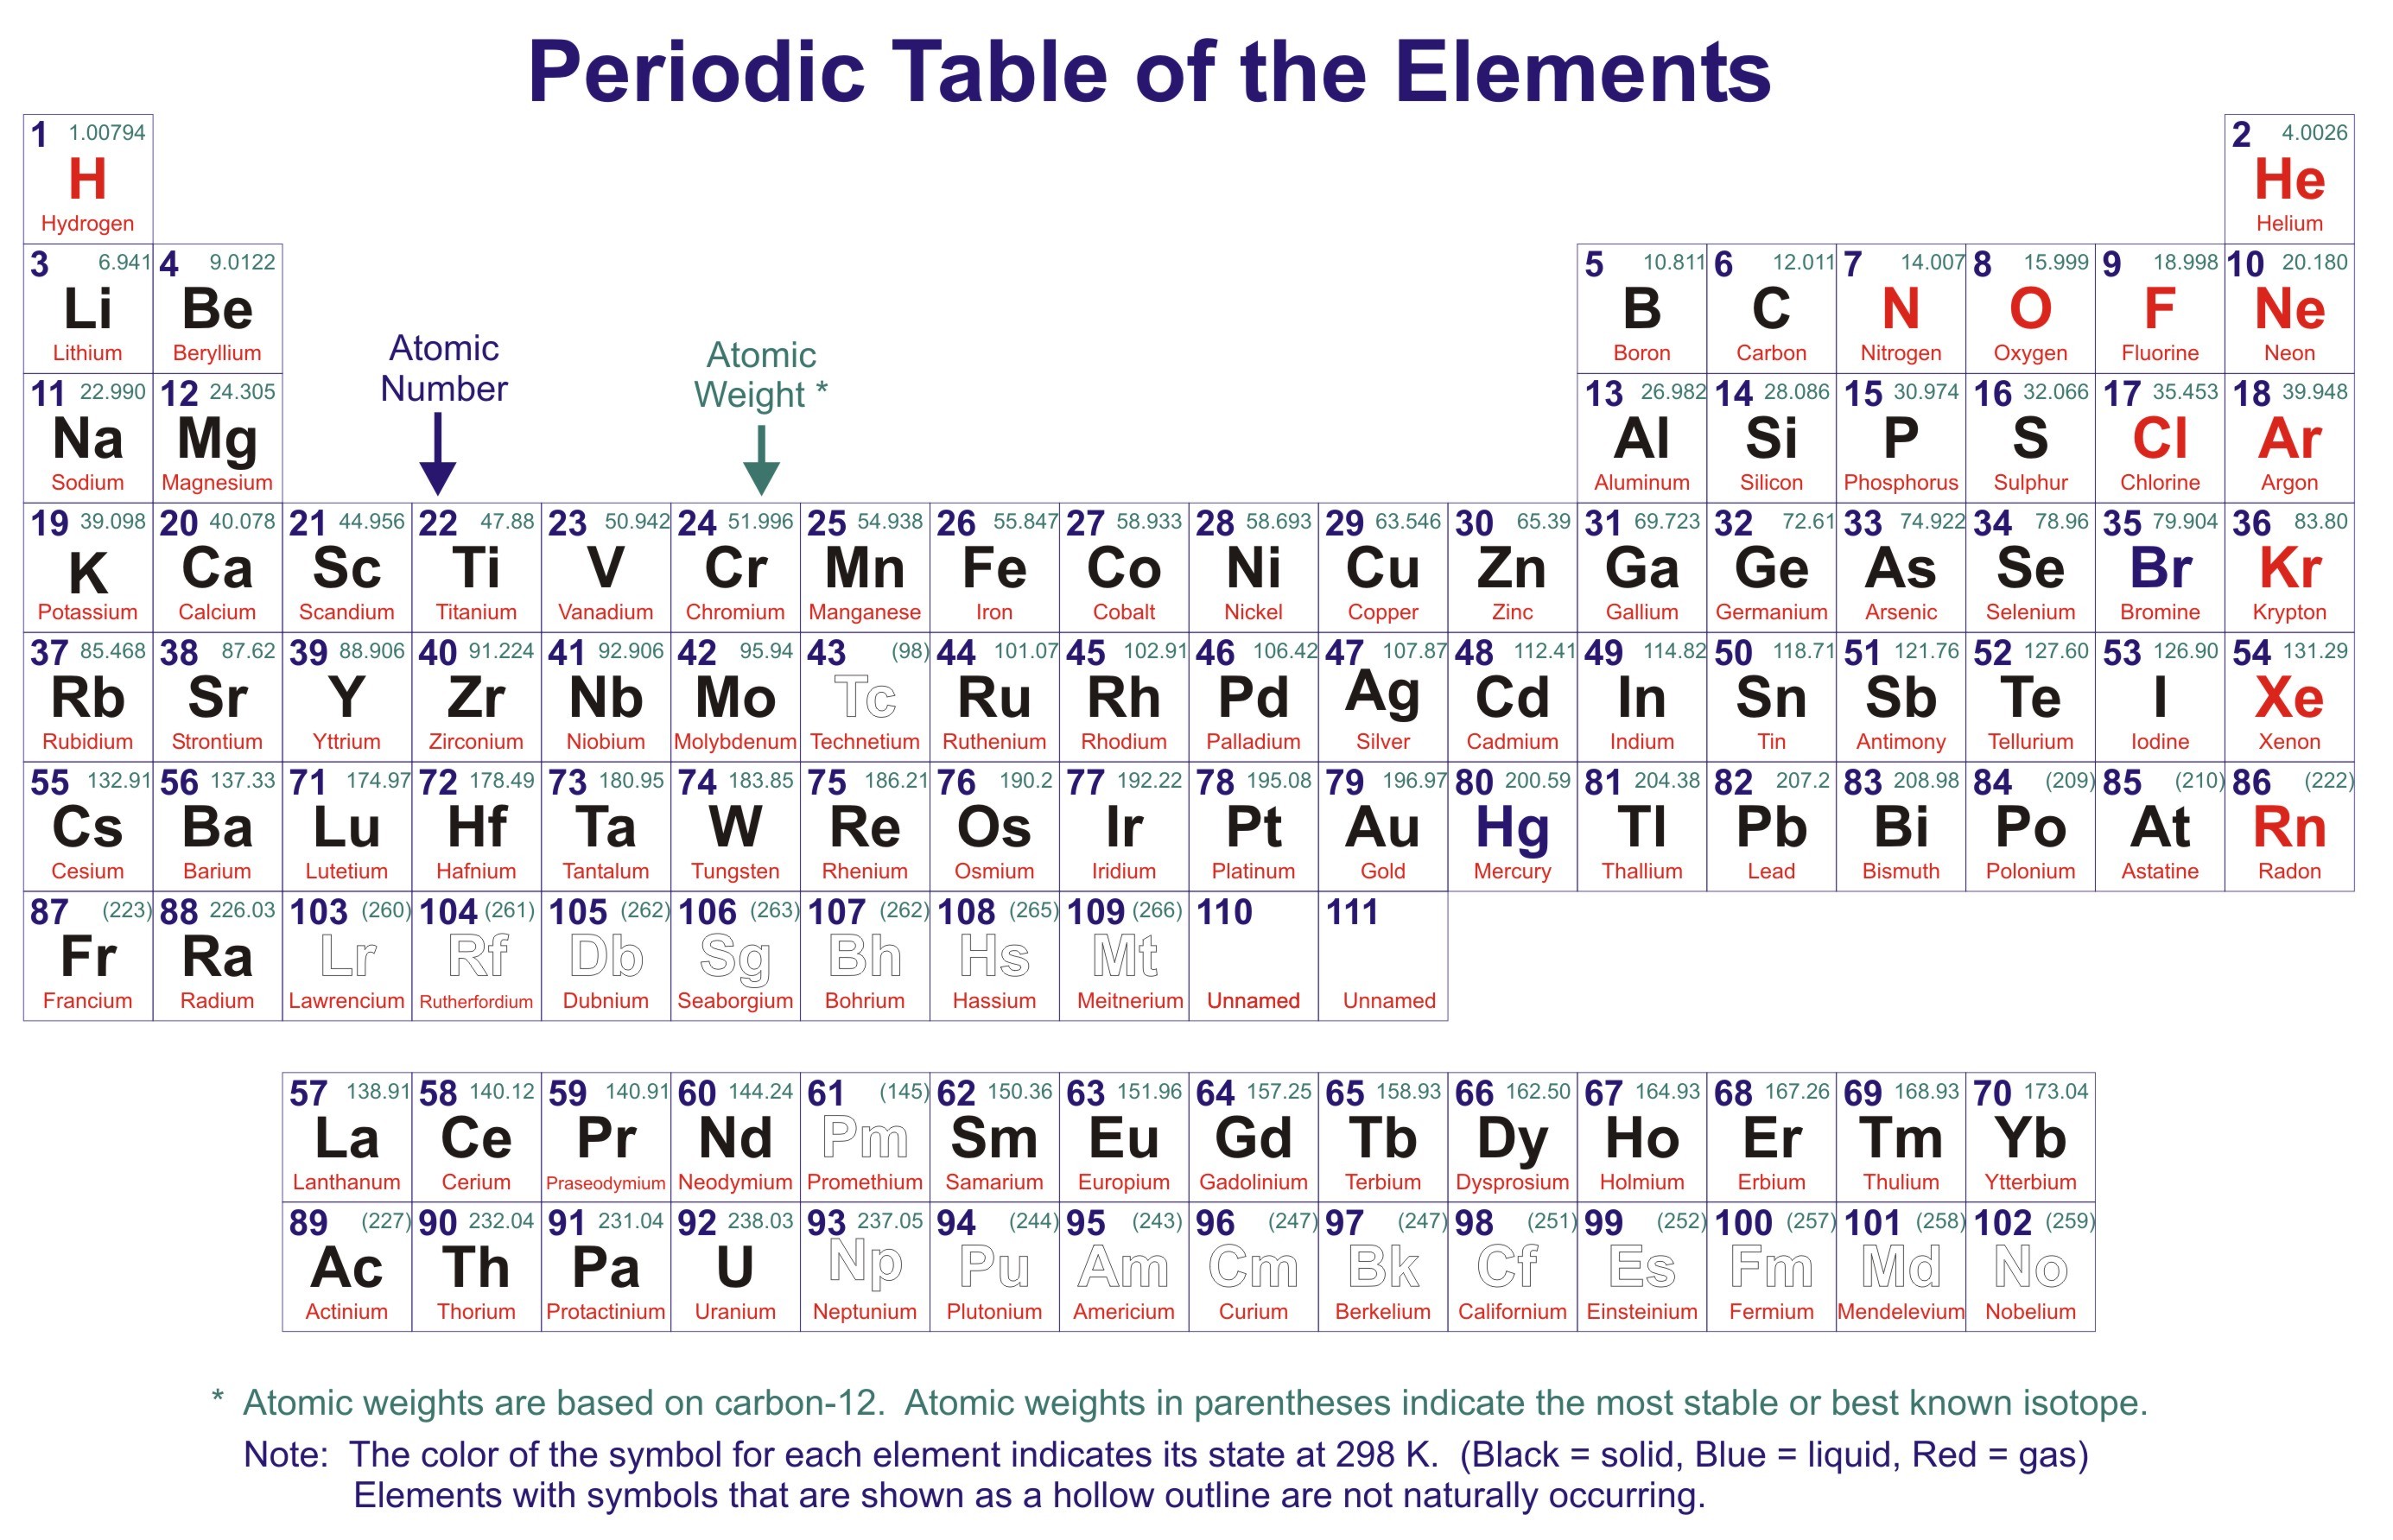 Periodic Table of the Elements
1 1.00794 2 4.0026
H He
Hydrogen Helium
3 6.941 4 9.0122 5 10.811 6 12.011 7 14.007 8 15.999 9 18.998 10 20.180
Li Be B C N O F Ne
Lithium Beryllium Boron Carbon Nitrogen Oxygen Fluorine Neon
Atomic Number
Atomic Weight *
11 22.990 12 24.305 13 26.982 14 28.086 15 30.974 16 32.066 17 35.453 18 39.948
Na Mg Al Si P S Cl Ar
Sodium Magnesium Aluminum Silicon Phosphorus Sulphur Chlorine Argon
19 39.098 20 40.078 21 44.956 22 47.88 23 50.942 24 51.996 25 54.938 26 55.847 27 58.933 28 58.693 29 63.546 30 65.39 31 69.723 32 72.61 33 74.922 34 78.96 35 79.904 36 83.80
K Ca Sc Ti V Cr Mn Fe Co Ni Cu Zn Ga Ge As Se Br Kr
Potassium Calcium Scandium Titanium Vanadium Chromium Manganese Iron Cobalt Nickel Copper Zinc Gallium Germanium Arsenic Selenium Bromine Krypton
37 85.468 38 87.62 39 88.906 40 91.224 41 92.906 42 95.94 43 (98) 44 101.07 45 102.91 46 106.42 47 107.87 48 112.41 49 114.82 50 118.71 51 121.76 52 127.60 53 126.90 54 131.29
Rb Sr Y Zr Nb Mo Tc Ru Rh Pd Ag Cd In Sn Sb Te I Xe
Rubidium Strontium Yttrium Zirconium Niobium Molybdenum Technetium Ruthenium Rhodium Palladium Silver Cadmium Indium Tin Antimony Tellurium Iodine Xenon
55 132.91 56 137.33 71 174.97 72 178.49 73 180.95 74 183.85 75 186.21 76 190.2 77 192.22 78 195.08 79 196.97 80 200.59 81 204.38 82 207.2 83 208.98 84 (209) 85 (210) 86 (222)
Cs Ba Lu Hf Ta W Re Os Ir Pt Au Hg Tl Pb Bi Po At Rn
Cesium Barium Lutetium Hafnium Tantalum Tungsten Rhenium Osmium Iridium Platinum Gold Mercury Thallium Lead Bismuth Polonium Astatine Radon
87 (223) 88 226.03 103 (260) 104 (261) 105 (262) 106 (263) 107 (262) 108 (265) 109 (266) 110 111
Fr Ra Lr Rf Db Sg Bh Hs Mt
Francium Radium Lawrencium Rutherfordium Dubnium Seaborgium Bohrium Hassium Meitnerium Unnamed Unnamed
57 138.91 58 140.12 59 140.91 60 144.24 61 (145) 62 150.36 63 151.96 64 157.25 65 158.93 66 162.50 67 164.93 68 167.26 69 168.93 70 173.04
La Ce Pr Nd Pm Sm Eu Gd Tb Dy Ho Er Tm Yb
Lanthanum Cerium Praseodymium Neodymium Promethium Samarium Europium Gadolinium Terbium Dysprosium Holmium Erbium Thulium Ytterbium
89 (227) 90 232.04 91 231.04 92 238.03 93 237.05 94 (244) 95 (243) 96 (247) 97 (247) 98 (251) 99 (252) 100 (257) 101 (258) 102 (259)
Ac Th Pa U Np Pu Am Cm Bk Cf Es Fm Md No
Actinium Thorium Protactinium Uranium Neptunium Plutonium Americium Curium Berkelium Californium Einsteinium Fermium Mendelevium Nobelium
* Atomic weights are based on carbon-12. Atomic weights in parentheses indicate the most stable or best known isotope.
Note: The color of the symbol for each element indicates its state at 298 K. (Black = solid, Blue = liquid, Red = gas)
Elements with symbols that are shown as a hollow outline are not naturally occurring.